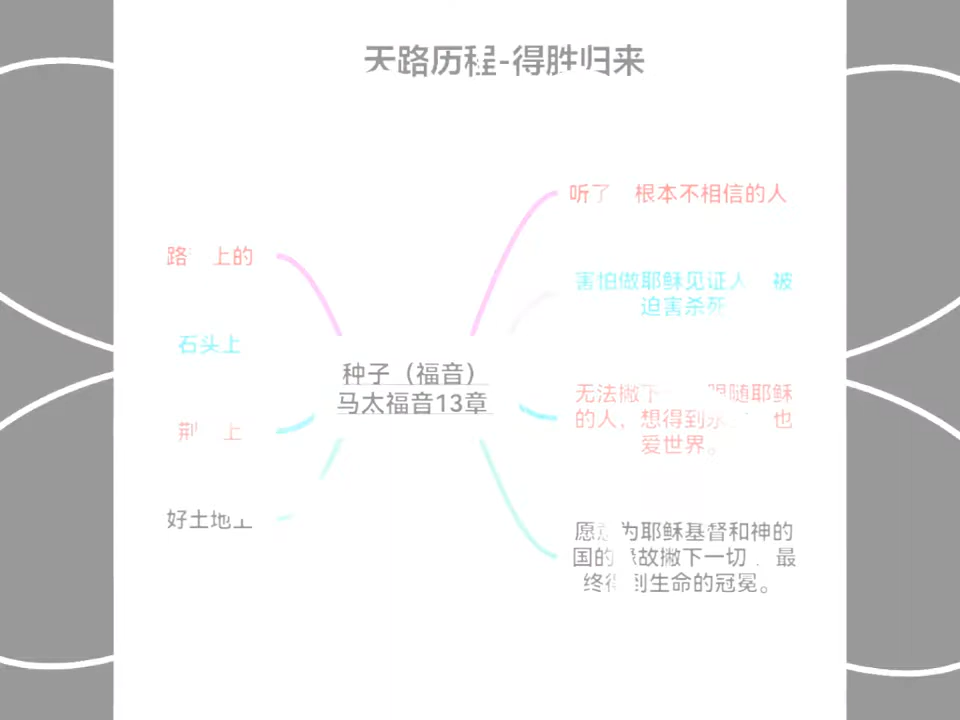 天路历程-得胜归来
听了 根本不相信的人
路 上的
害怕做耶稣见证人 被
迫害杀死
石头上
种子（福音）
马太福音13章
无法撇下 跟随耶稣
的人，想得到永 也
爱世界。
荆 上
好土地上
愿 为耶稣基督和神的
国的缘故撇下一切 ，最
终得到生命的冠冕。